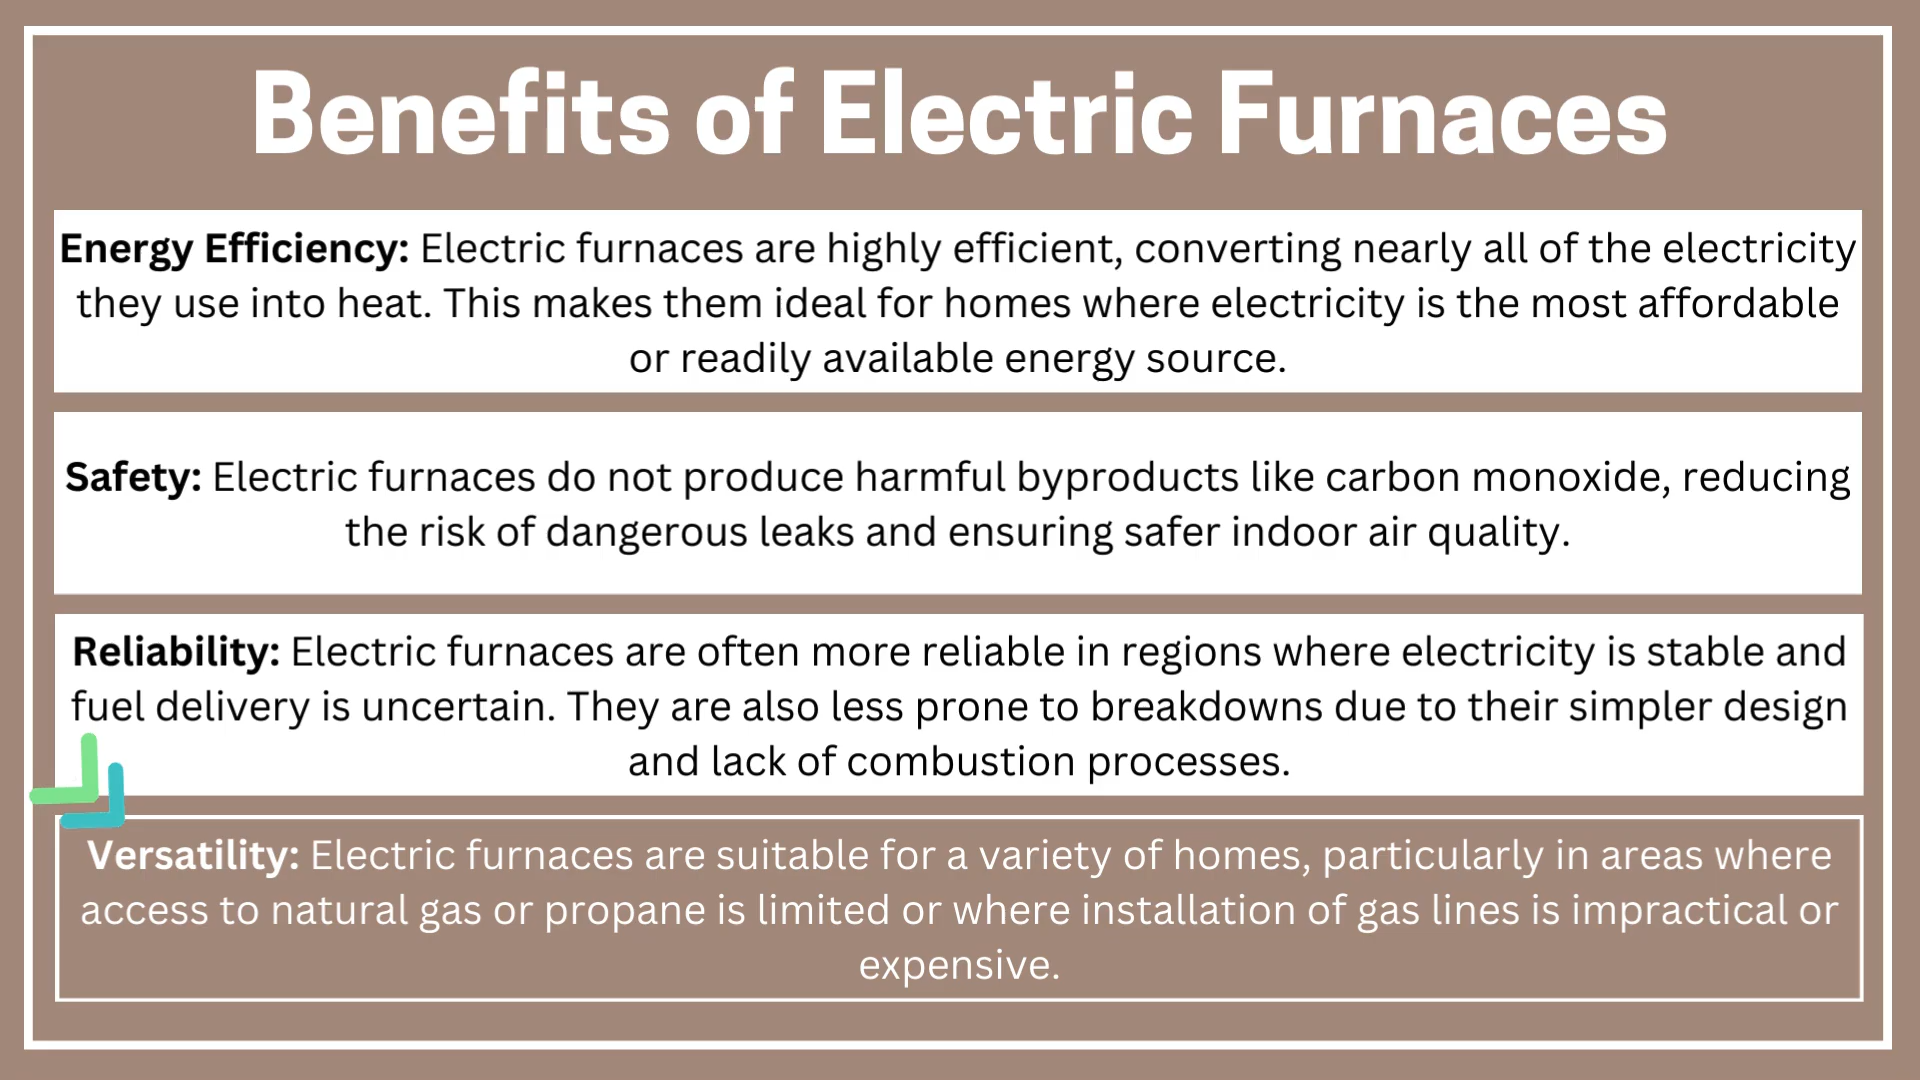 Benefits of Electric Furnaces
Energy Efficiency: Electric furnaces are highly efficient, converting nearly all of the electricity
they use into heat. This makes them ideal for homes where electricity is the most affordable
or readily available energy source.
Safety: Electric furnaces do not produce harmful byproducts like carbon monoxide, reducing
the risk of dangerous leaks and ensuring safer indoor air quality.
Reliability: Electric furnaces are often more reliable in regions where electricity is stable and
fuel delivery is uncertain. They are also less prone to breakdowns due to their simpler design
and lack of combustion processes.
Versatility: Electric furnaces are suitable for a variety of homes, particularly in areas where
access to natural gas or propane is limited or where installation of gas lines is impractical or
expensive.